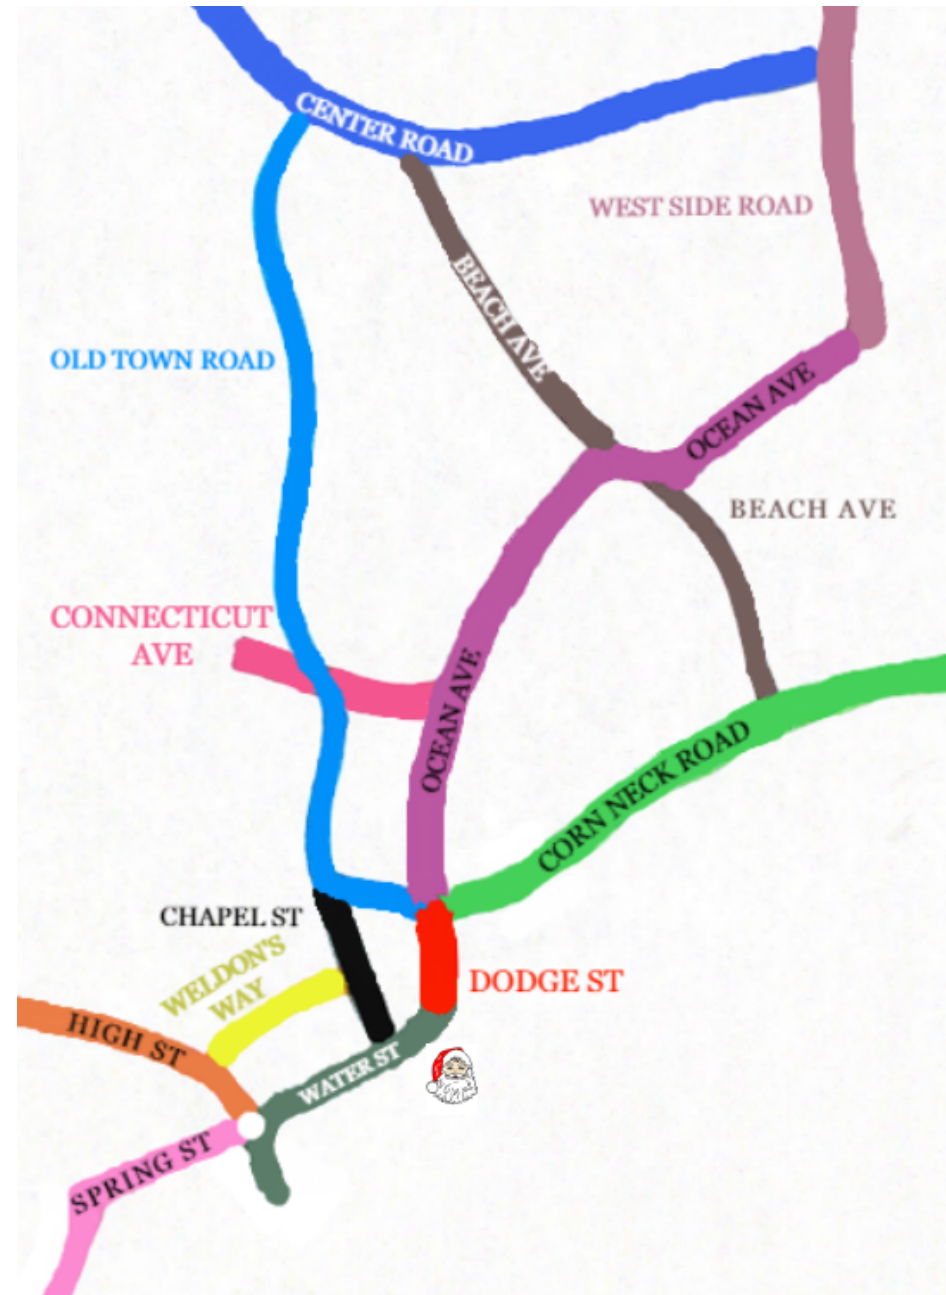 CENTER ROAD
WEST SIDE ROAD
BEACH AVE
OLD TOWN ROAD
OCEAN AVE
BEACH AVE
CONNECTICUT
AVE
OCEAN AVE
CORN NECK ROAD
CHAPEL ST
WELDON'S
WAY
DODGE ST
HIGH ST
WATER ST
SPRING ST